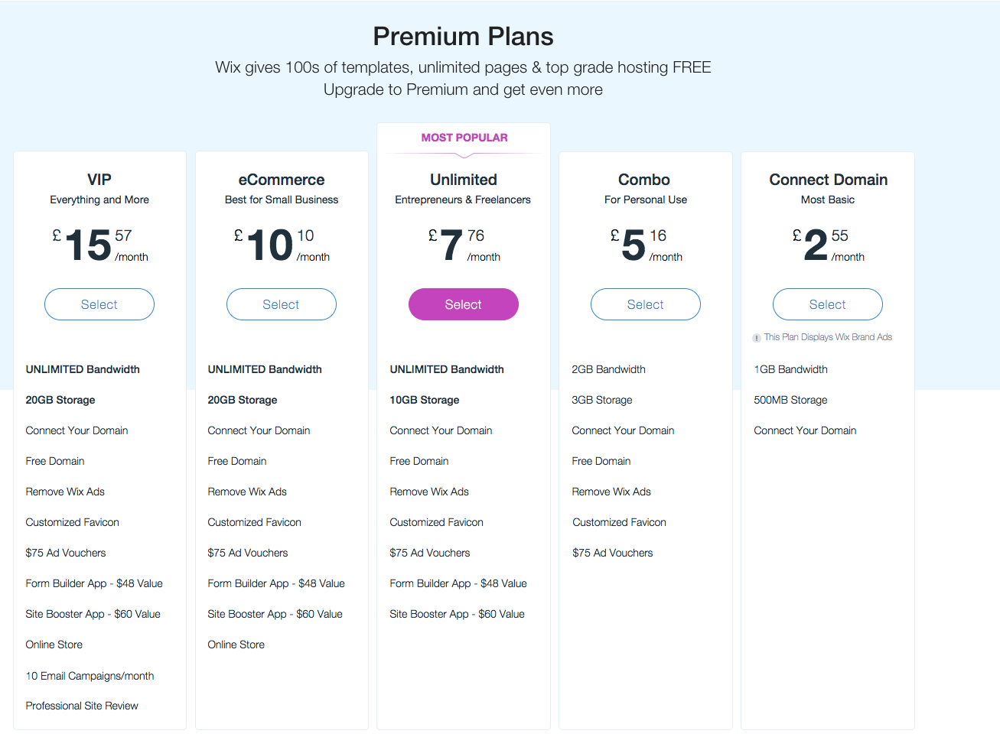 Premium Plans
Wix gives 100s of templates, unlimited pages & top grade hosting FREE
Upgrade to Premium and get even more
VIP
Everything and More
£ 15 57
/month
Select
UNLIMITED Bandwidth
20GB Storage
Connect Your Domain
Free Domain
Remove Wix Ads
Customized Favicon
$75 Ad Vouchers
Form Builder App - $48 Value
Site Booster App - $60 Value
Online Store
10 Email Campaigns/month
Professional Site Review
eCommerce
Best for Small Business
£ 10 10
/month
Select
UNLIMITED Bandwidth
20GB Storage
Connect Your Domain
Free Domain
Remove Wix Ads
Customized Favicon
$75 Ad Vouchers
Form Builder App - $48 Value
Site Booster App - $60 Value
Online Store
MOST POPULAR
Unlimited
Entrepreneurs & Freelancers
£ 7 76
/month
Select
UNLIMITED Bandwidth
10GB Storage
Connect Your Domain
Free Domain
Remove Wix Ads
Customized Favicon
$75 Ad Vouchers
Form Builder App - $48 Value
Site Booster App - $60 Value
Combo
For Personal Use
£ 5 16
/month
Select
2GB Bandwidth
3GB Storage
Connect Your Domain
Free Domain
Remove Wix Ads
Customized Favicon
$75 Ad Vouchers
Connect Domain
Most Basic
£ 2 55
/month
Select
! This Plan Displays Wix Brand Ads
1GB Bandwidth
500MB Storage
Connect Your Domain